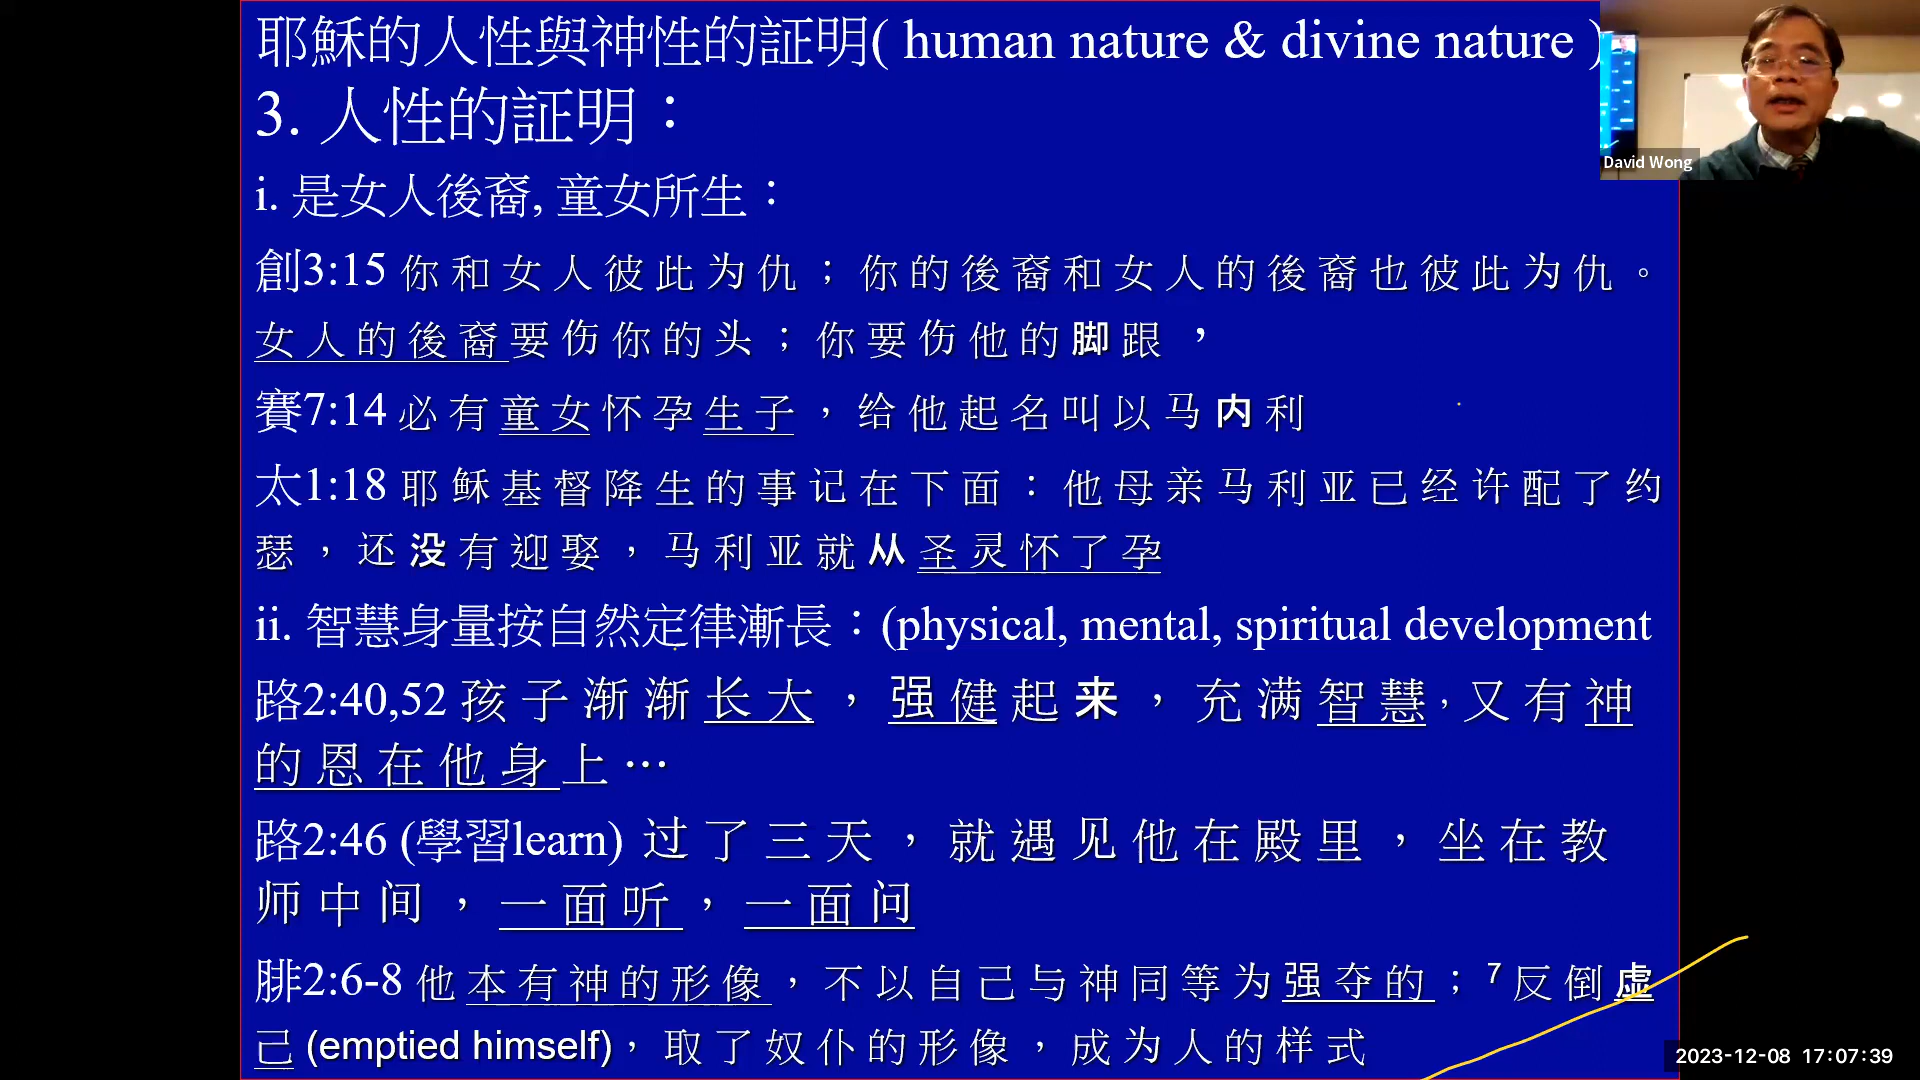 耶穌的人性與神性的証明( human nature & divine nature )
3. 人性的証明：
i. 是女人後裔, 童女所生：
創3:15 你和女人彼此为仇；你的後裔和女人的後裔也彼此为仇。
女人的後裔要伤你的头；你要伤他的脚跟，
賽7:14 必有童女怀孕生子，给他起名叫以马内利
太1:18 耶稣基督降生的事记在下面：他母亲马利亚已经许配了约
瑟，还没有迎娶，马利亚就从圣灵怀了孕
ii. 智慧身量按自然定律漸長：(physical, mental, spiritual development
路2:40,52 孩子渐渐长大，强健起来，充满智慧，又有神
的恩在他身上…
路2:46 (學習learn) 过了三天，就遇见他在殿里，坐在教
师中间，一面听，一面问
腓2:6-8 他本有神的形像，不以自己与神同等为强夺的；7反倒虚
己 (emptied himself)，取了奴仆的形像，成为人的样式
David Wong
2023-12-08 17:07:39